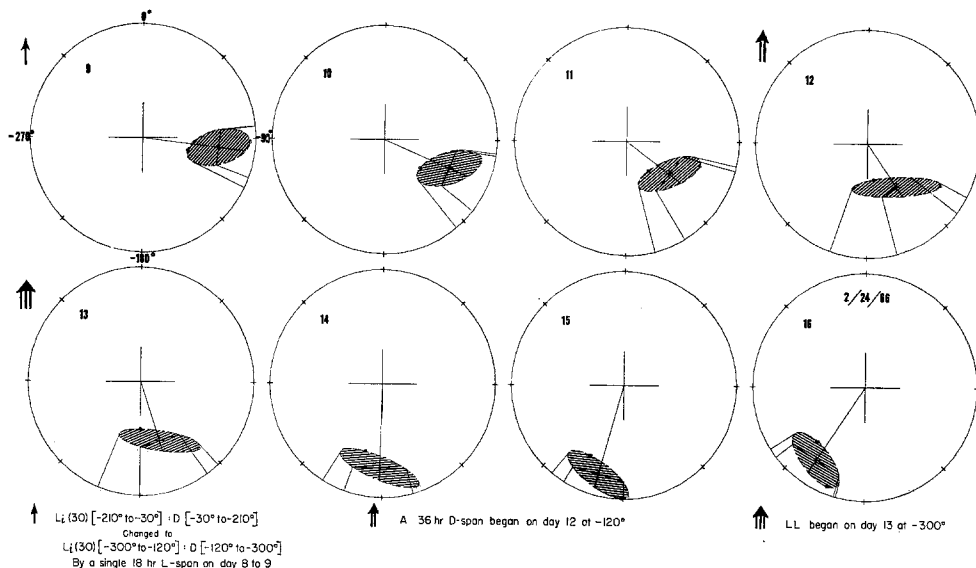 0°
9
10
11
12
-270°
-90°
-180°
13
14
15
2/24/66
16
Li(30) [-210° to -30°] : D [-30° to -210°]
Changed to
Li(30) [-300° to -120°] : D [-120° to -300°]
By a single 18 hr L-span on day 8 to 9
A 36 hr D-span began on day 12 at -120°
LL began on day 13 at -300°